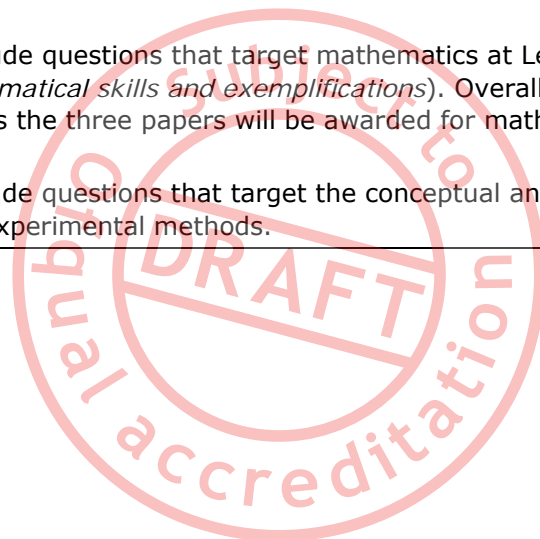 ude questions that target mathematics at Le
matical skills and exemplifications). Overall
s the three papers will be awarded for math
de questions that target the conceptual an
xperimental methods.
Subject to
Ofqual accreditation
DRAFT